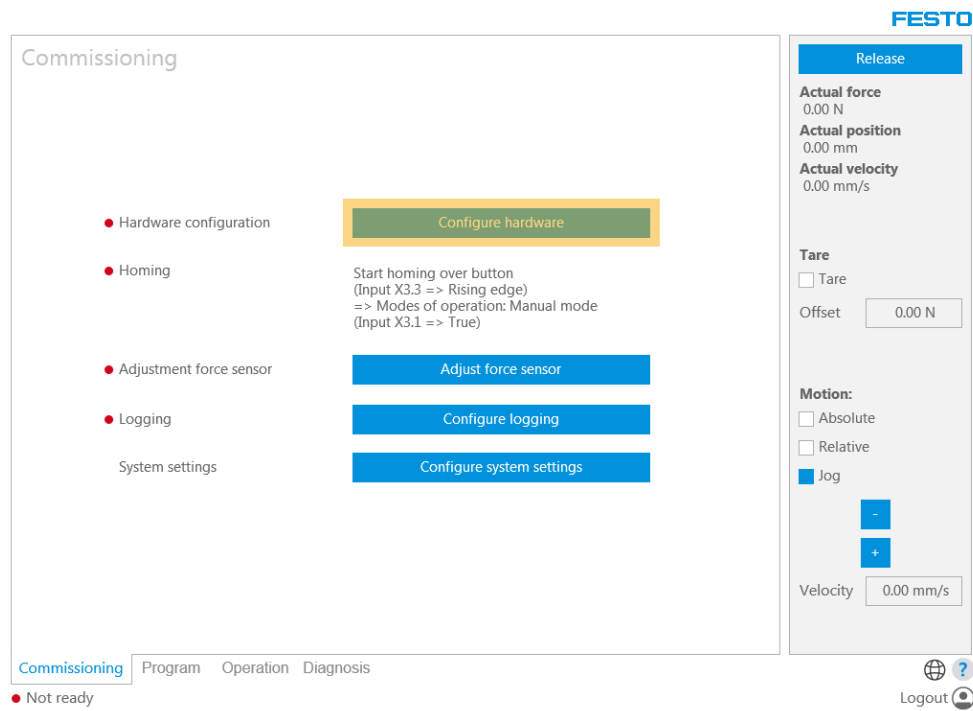 FESTO
Commissioning
Hardware configuration
Configure hardware
Homing
Start homing over button
(Input X3.3 => Rising edge)
=> Modes of operation: Manual mode
(Input X3.1 => True)
Adjustment force sensor
Adjust force sensor
Logging
Configure logging
System settings
Configure system settings
Release
Actual force
0.00 N
Actual position
0.00 mm
Actual velocity
0.00 mm/s
Tare
Tare
Offset 0.00 N
Motion:
Absolute
Relative
Jog
-
+
Velocity 0.00 mm/s
Commissioning Program Operation Diagnosis
?
Not ready
Logout